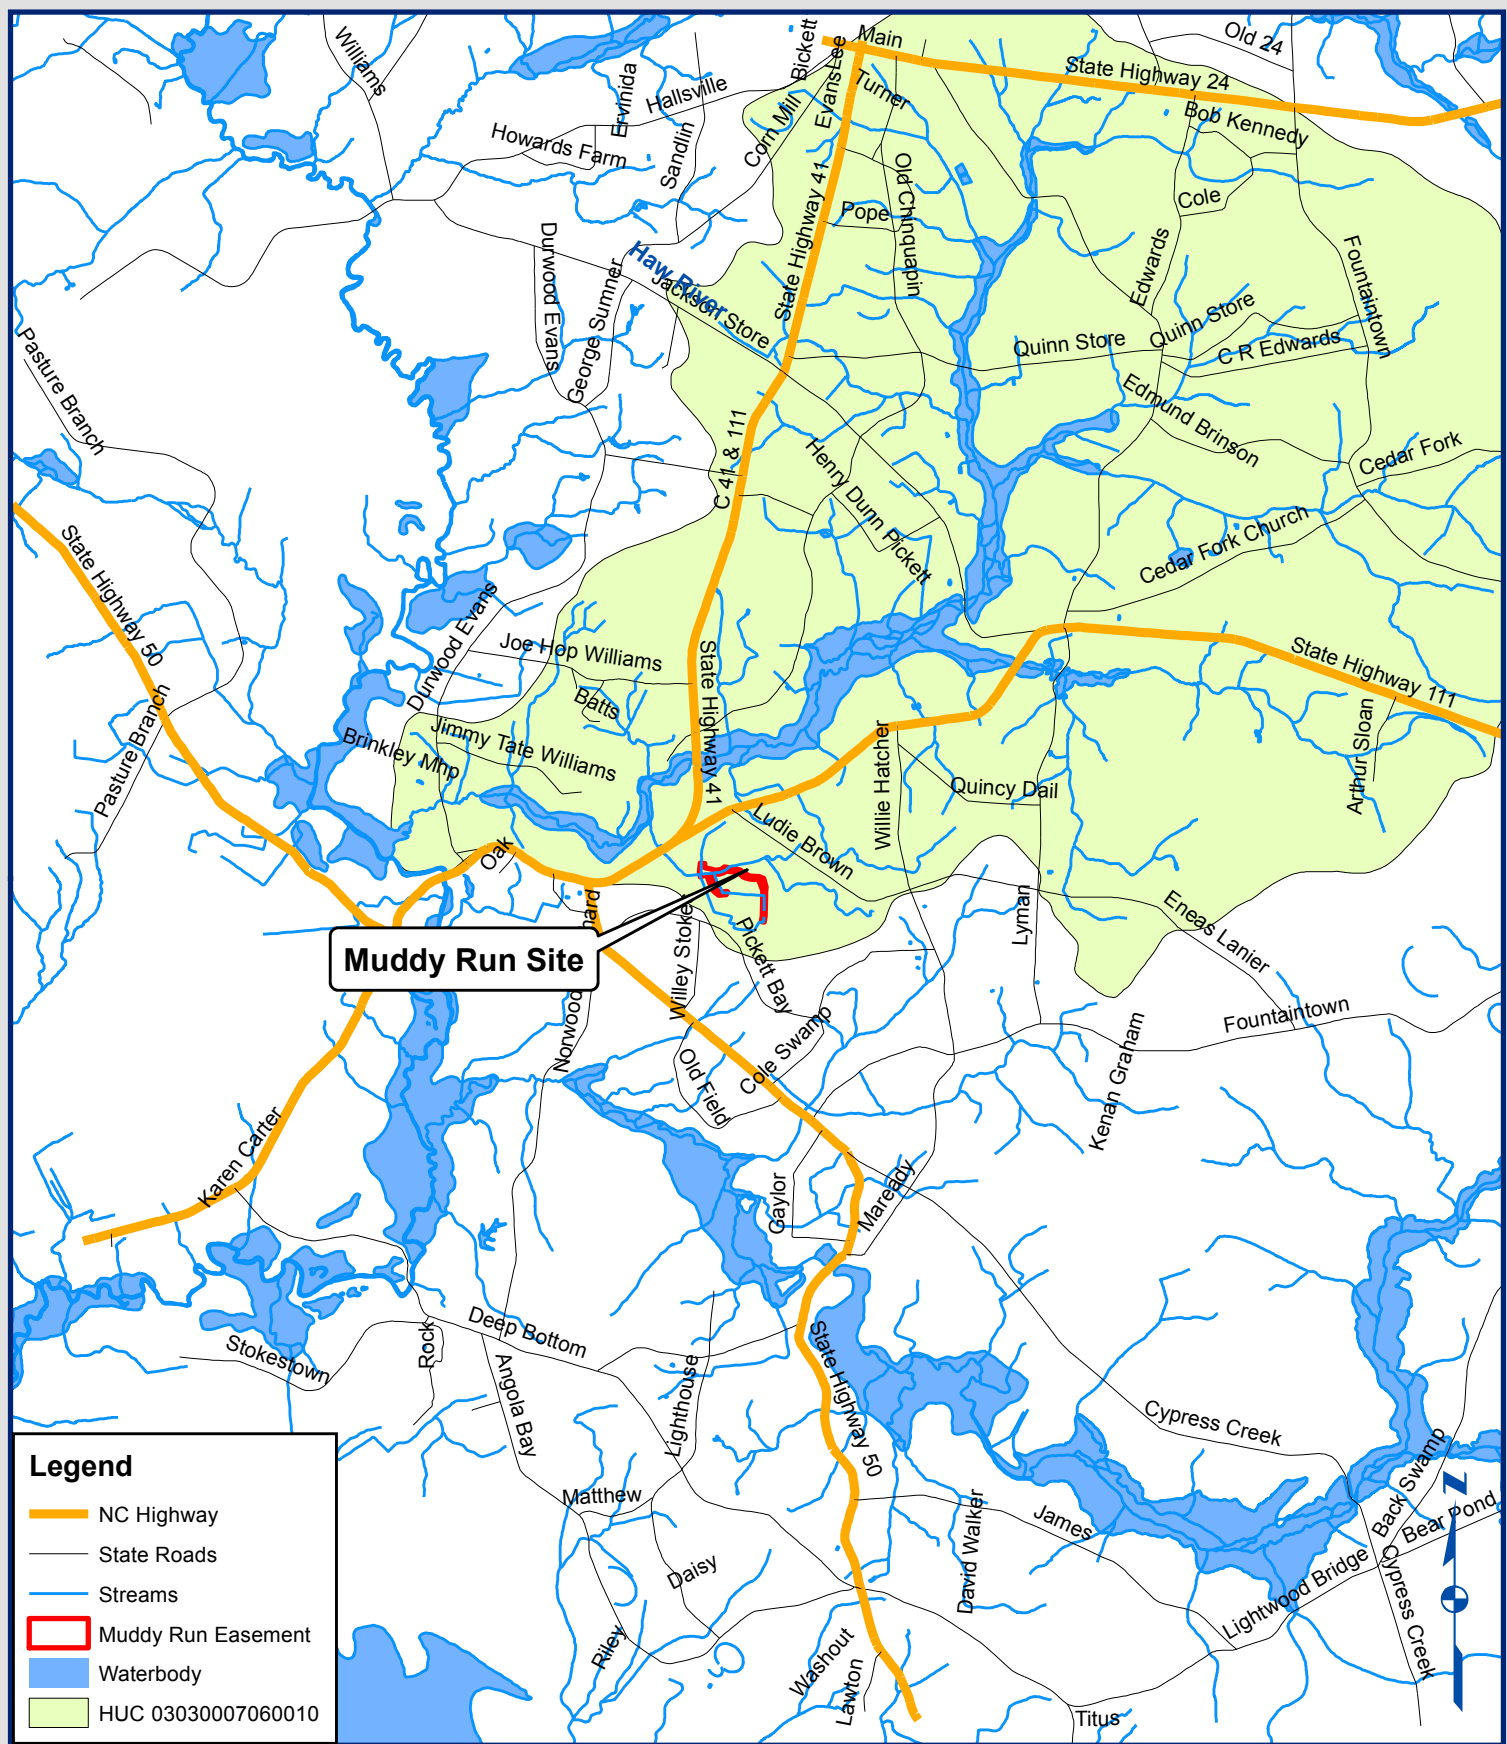 Williams
Bickett
Main
Old 24
Ervinida
Hallsville
Evans
Lee
Turner
State Highway 24
Bob Kennedy
Howards Farm
Sandlin
Corn Mill
State Highway 41
Old Chinquapin
Pope
Cole
Durwood Evans
George Sumner
Haw River
Jackson Store
Edwards
Fountaintown
Quinn Store
Quinn Store
C R Edwards
Pasture Branch
Edmund Brinson
Cedar Fork
C 41 & 111
Henry Dunn Pickett
Cedar Fork Church
State Highway 50
Durwood Evans
Joe Hop Williams
Batts
State Highway 41
State Highway 111
Arthur Sloan
Pasture Branch
Brinkley Mhp
Jimmy Tate Williams
Willie Hatcher
Quincy Dail
Ludie Brown
Oak
Lyman
Eneas Lanier
Muddy Run Site
Norwood
nard
Willey Stoke
Pickett Bay
Fountaintown
Old Field
Cole Swamp
Kenan Graham
Karen Carter
Gaylor
Maready
Stokestown
Rock
Deep Bottom
Angola Bay
Lighthouse
State Highway 50
Cypress Creek
Back Swamp
Bear Pond
Matthew
David Walker
James
Lightwood Bridge
Cypress Creek
Daisy
Riley
Washout
Lawton
Titus
Z
Legend
NC Highway
State Roads
Streams
Muddy Run Easement
Waterbody
HUC 03030007060010